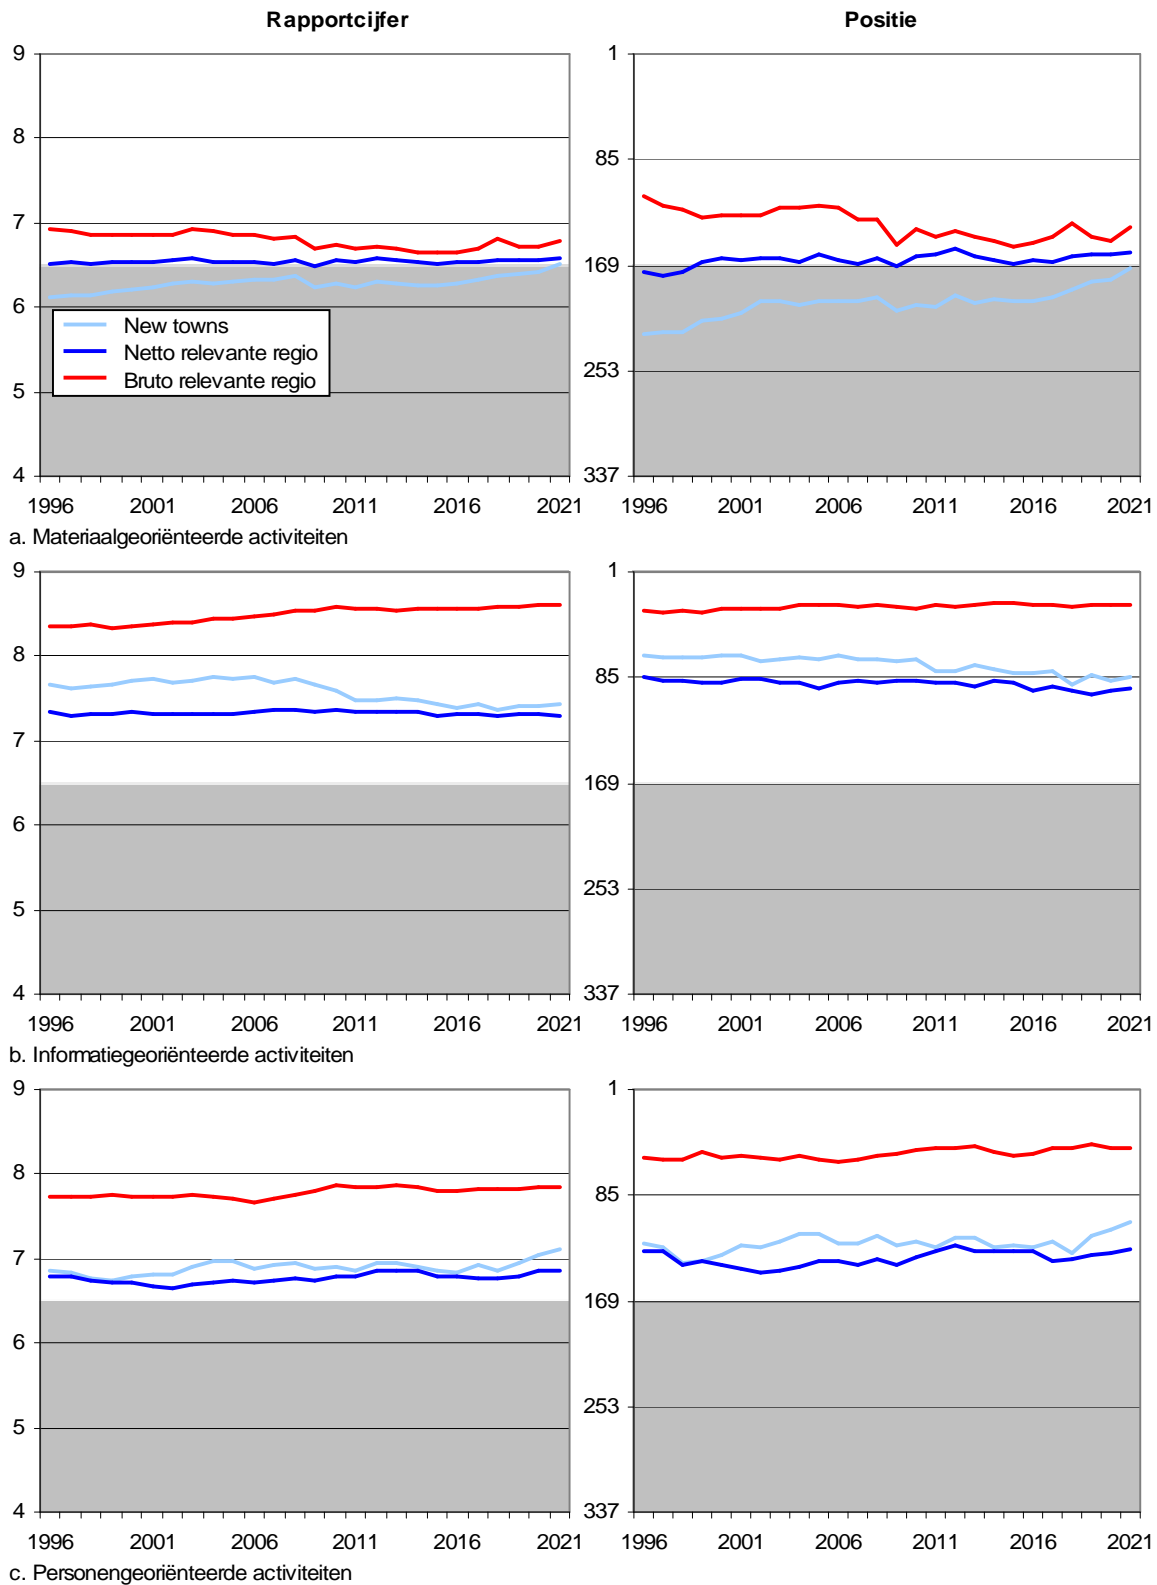 Rapportcijfer
Positie
9
8
7
6
5
4
New towns
Netto relevante regio
Bruto relevante regio
1996 2001 2006 2011 2016 2021
1
85
169
253
337
1996 2001 2006 2011 2016 2021
a. Materiaalgeoriënteerde activiteiten
9
8
7
6
5
4
1996 2001 2006 2011 2016 2021
1
85
169
253
337
1996 2001 2006 2011 2016 2021
b. Informatiegeoriënteerde activiteiten
9
8
7
6
5
4
1996 2001 2006 2011 2016 2021
1
85
169
253
337
1996 2001 2006 2011 2016 2021
c. Personengeoriënteerde activiteiten